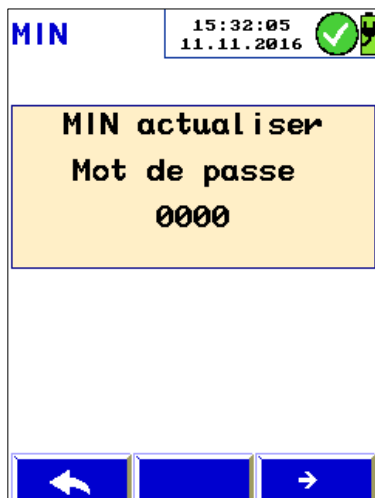 MIN
15:32:05
11.11.2016
MIN actualiser
Mot de passe
0000